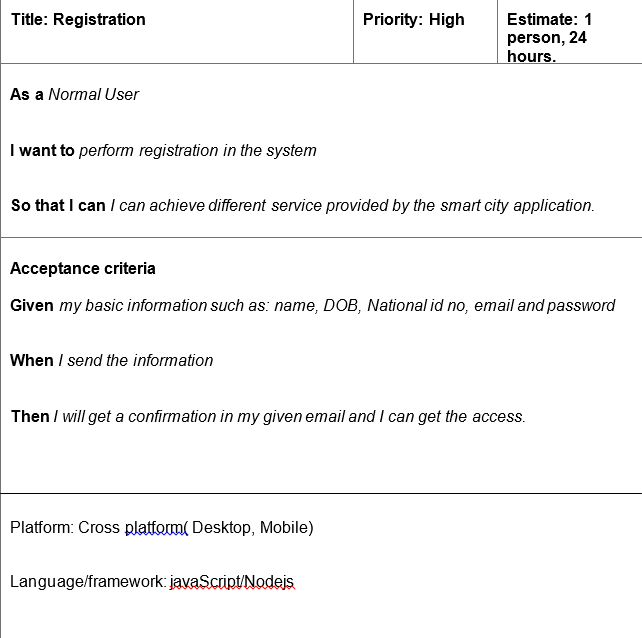 Title: Registration
Priority: High
Estimate: 1
person, 24
hours.
As a Normal User
I want to perform registration in the system
So that I can I can achieve different service provided by the smart city application.
Acceptance criteria
Given my basic information such as: name, DOB, National id no, email and password
When I send the information
Then I will get a confirmation in my given email and I can get the access.
Platform: Cross platform( Desktop, Mobile)
Language/framework: javaScript/Nodejs